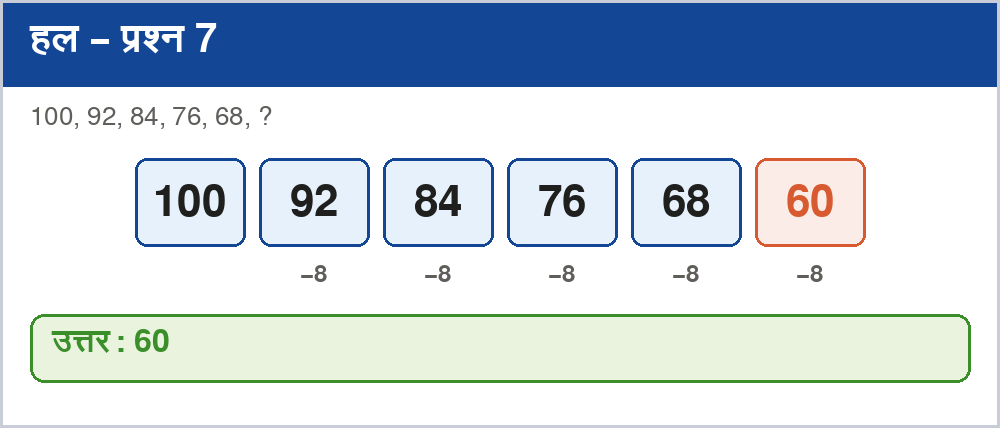 हल – प्रश्न 7
100, 92, 84, 76, 68, ?
100 92 84 76 68 60
–8 –8 –8 –8 –8
उत्तर : 60